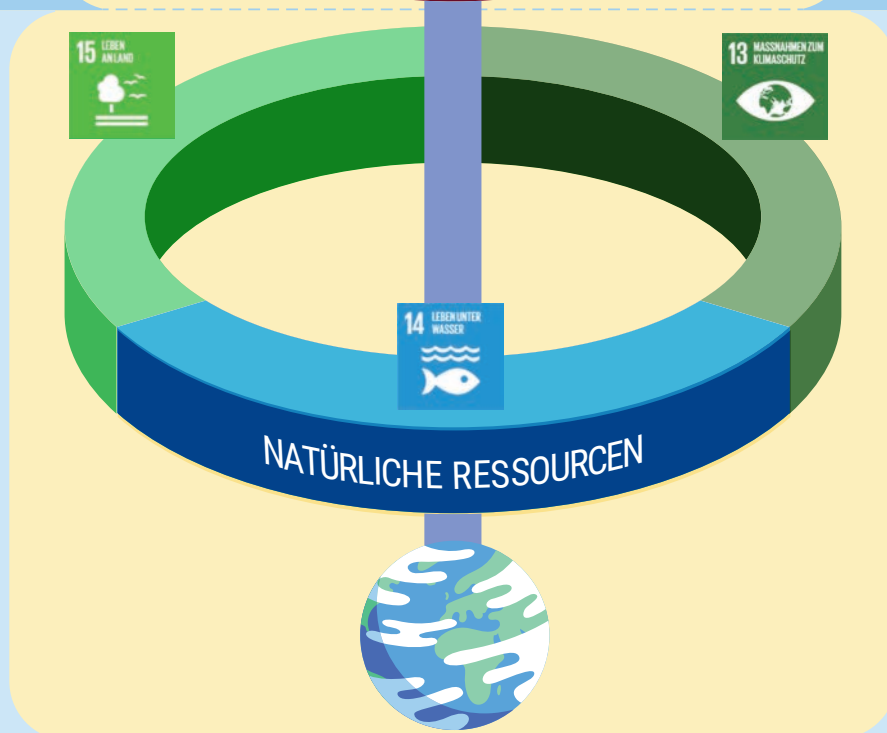 15 LEBEN
AN LAND
13 MASSNAHMEN ZUM
KLIMASCHUTZ
14 LEBEN UNTER
WASSER
NATÜRLICHE RESSOURCEN